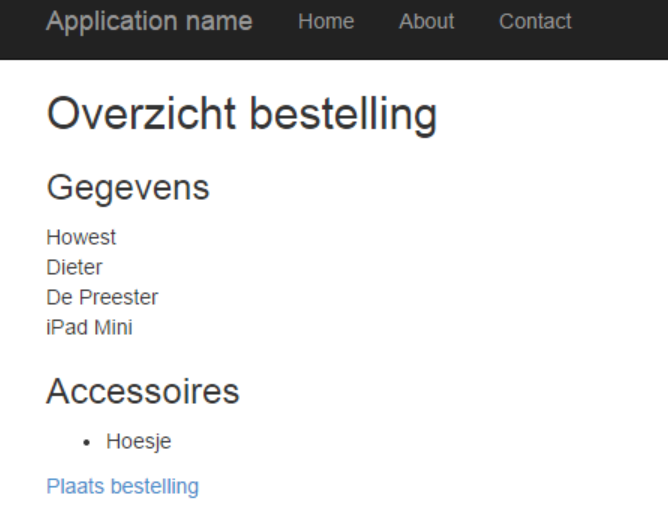 Application name Home About Contact
Overzicht bestelling
Gegevens
Howest
Dieter
De Preester
iPad Mini
Accessoires
• Hoesje
Plaats bestelling